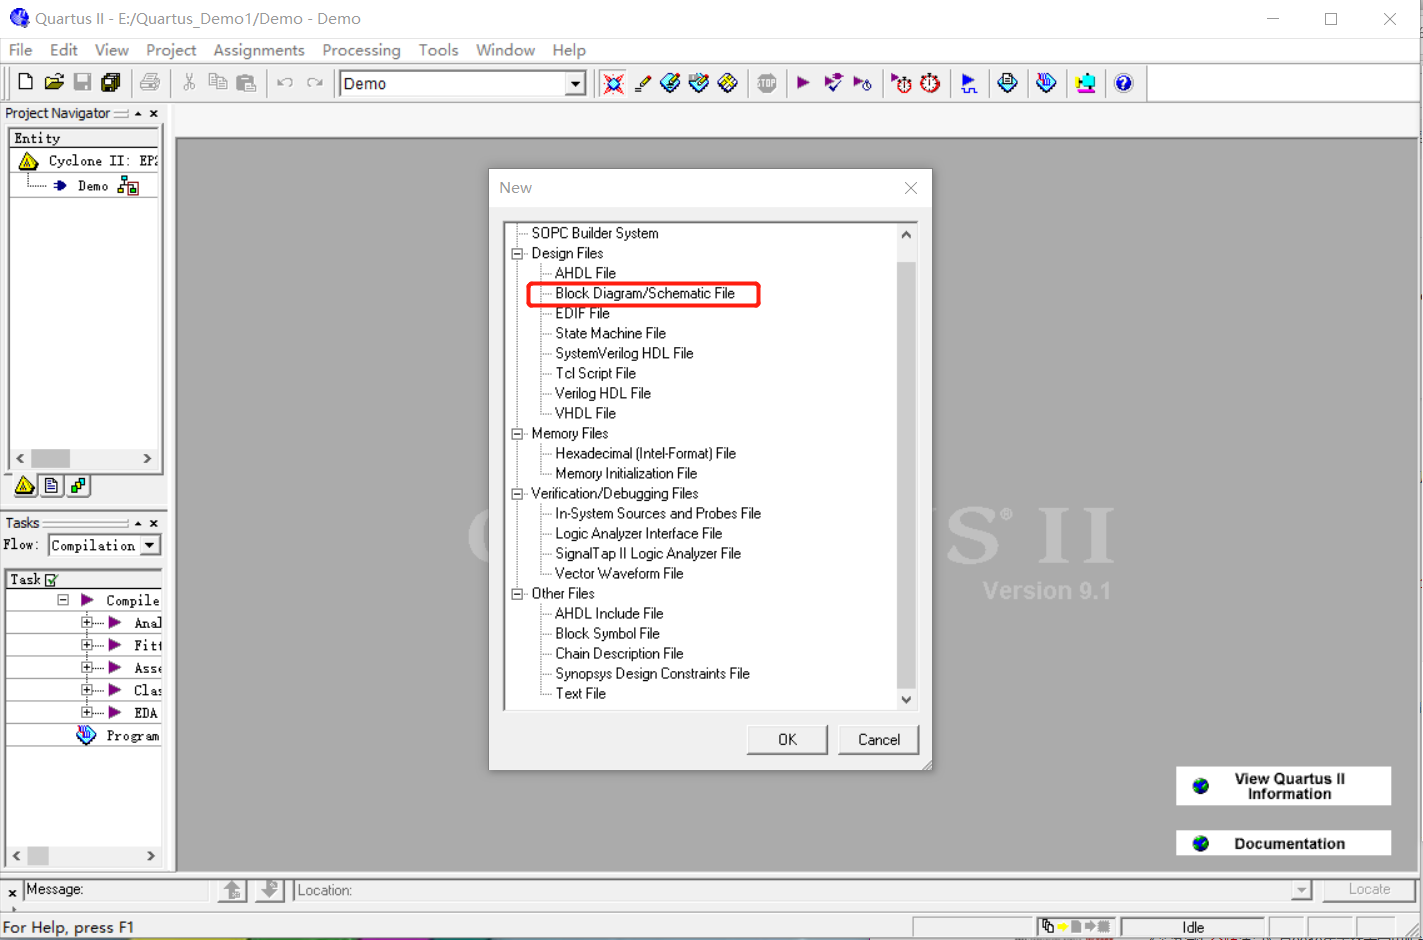 Quartus II - E:/Quartus_Demo1/Demo - Demo
File Edit View Project Assignments Processing Tools Window Help
Demo
STOP
Project Navigator
Entity
Cyclone II: EP2
Demo
Tasks
Flow: Compilation
Task
Compile
Anal
Fitt
Asse
Clas
EDA
Program
New
SOPC Builder System
Design Files
AHDL File
Block Diagram/Schematic File
EDIF File
State Machine File
SystemVerilog HDL File
Tcl Script File
Verilog HDL File
VHDL File
Memory Files
Hexadecimal (Intel-Format) File
Memory Initialization File
Verification/Debugging Files
In-System Sources and Probes File
Logic Analyzer Interface File
SignalTap II Logic Analyzer File
Vector Waveform File
Other Files
AHDL Include File
Block Symbol File
Chain Description File
Synopsys Design Constraints File
Text File
OK Cancel
US® II
Version 9.1
View Quartus II
Information
Documentation
Message:
Location:
Locate
For Help, press F1
Idle